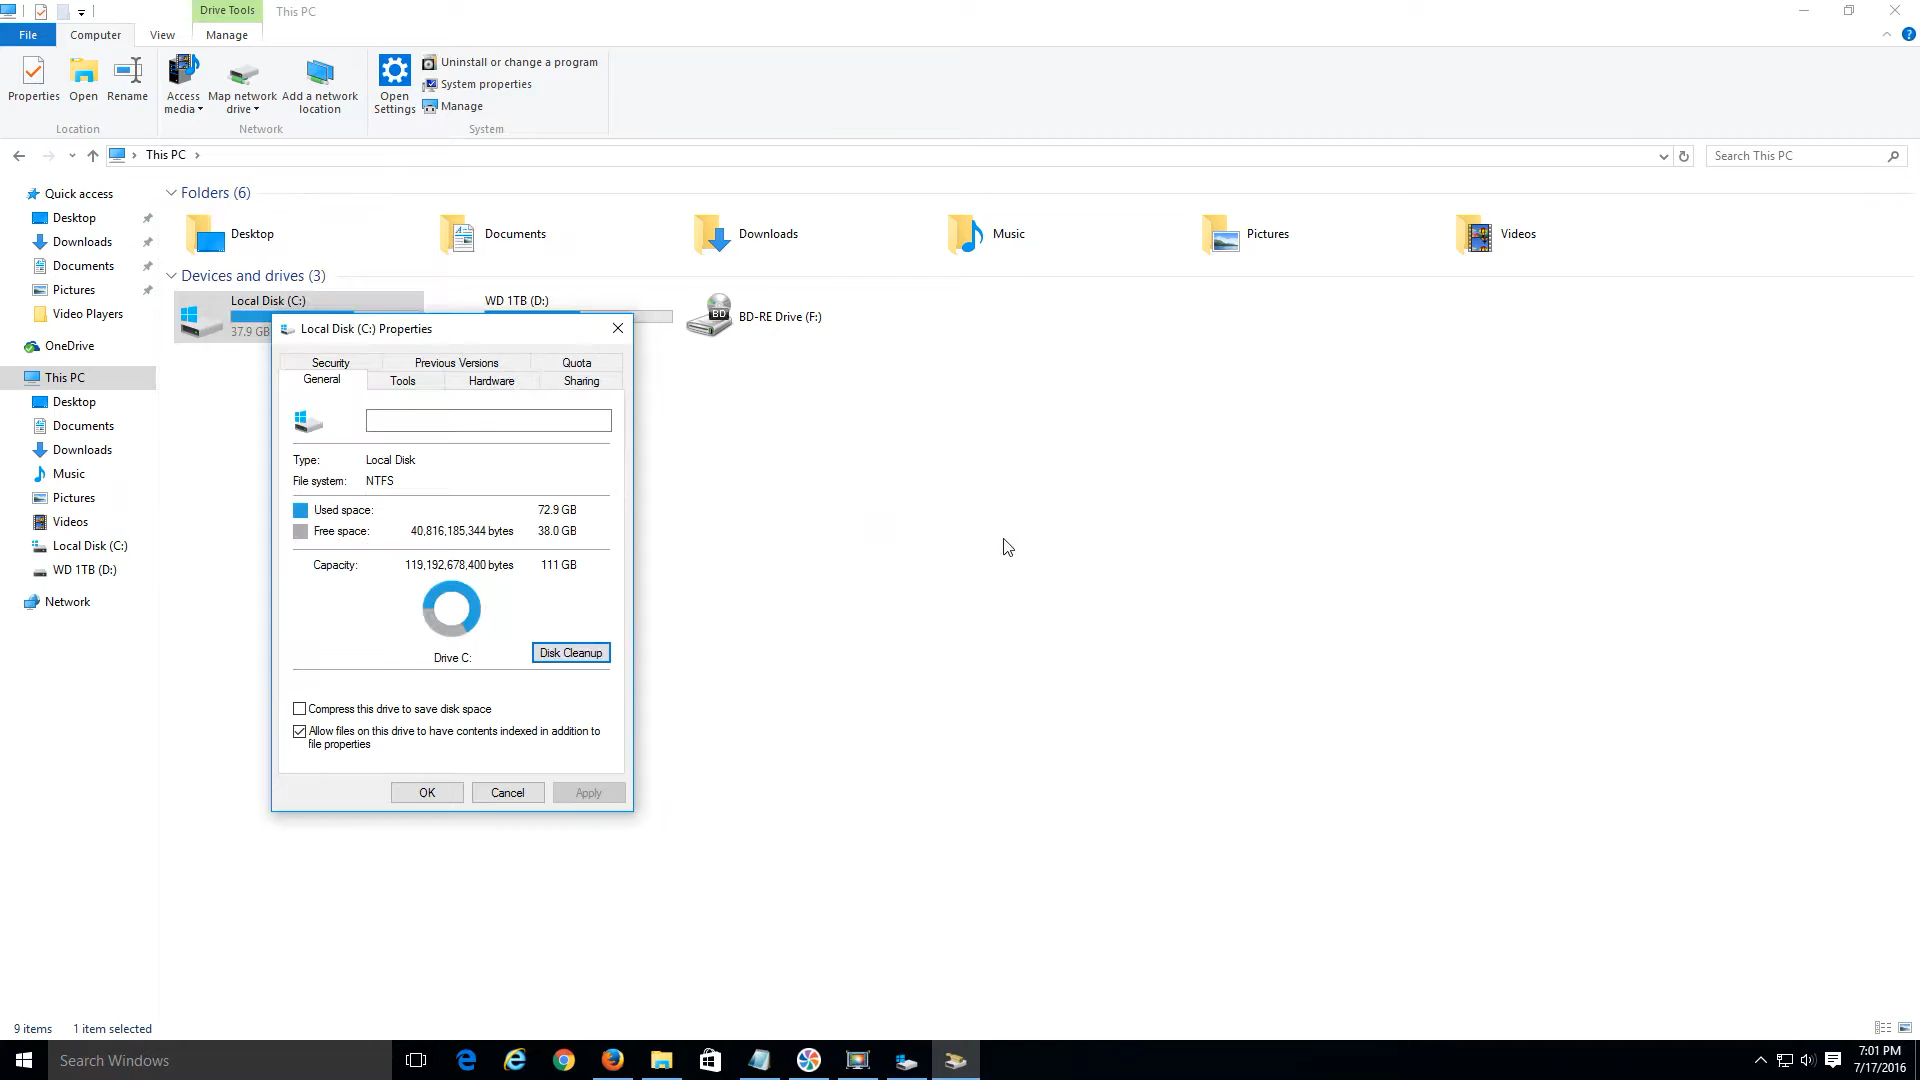 Drive Tools
This PC
File
Computer
View
Manage
Properties
Open
Rename
Access media
Map network drive
Add a network location
Open Settings
Uninstall or change a program
System properties
Manage
Location
Network
System
This PC
Search This PC
Quick access
Desktop
Downloads
Documents
Pictures
Video Players
OneDrive
This PC
Desktop
Documents
Downloads
Music
Pictures
Videos
Local Disk (C:)
WD 1TB (D:)
Network
Folders (6)
Desktop
Documents
Downloads
Music
Pictures
Videos
Devices and drives (3)
Local Disk (C:)
37.9 GB
WD 1TB (D:)
BD
BD-RE Drive (F:)
Local Disk (C:) Properties
Security
Previous Versions
Quota
General
Tools
Hardware
Sharing
Type: Local Disk
File system: NTFS
Used space: 72.9 GB
Free space: 40,816,185,344 bytes 38.0 GB
Capacity: 119,192,678,400 bytes 111 GB
Drive C:
Disk Cleanup
Compress this drive to save disk space
Allow files on this drive to have contents indexed in addition to
file properties
OK
Cancel
Apply
9 items
1 item selected
Search Windows
7:01 PM
7/17/2016